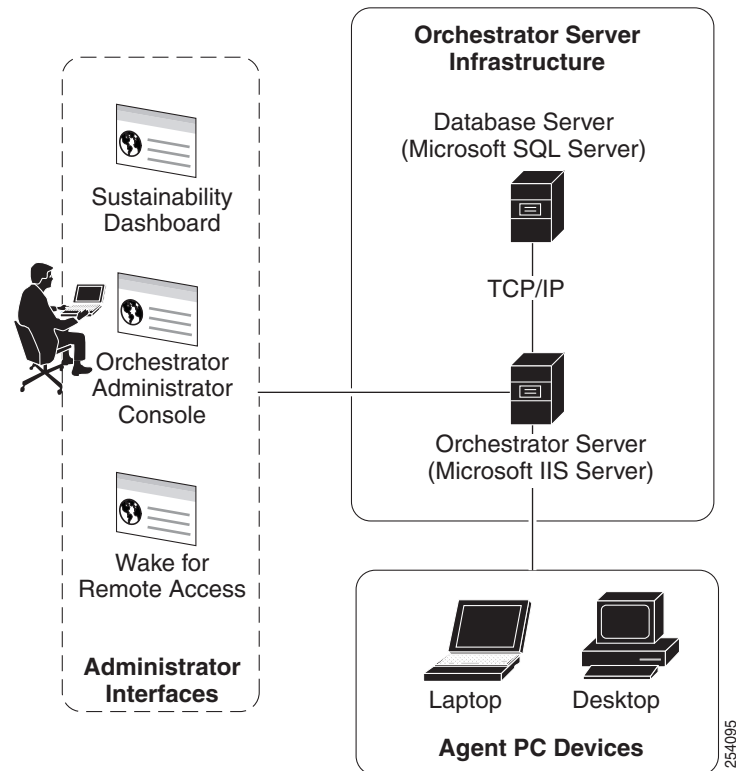 Orchestrator Server
Infrastructure
Database Server
(Microsoft SQL Server)
TCP/IP
Orchestrator Server
(Microsoft IIS Server)
Sustainability
Dashboard
Orchestrator
Administrator
Console
Wake for
Remote Access
Administrator
Interfaces
Laptop
Desktop
Agent PC Devices
254095